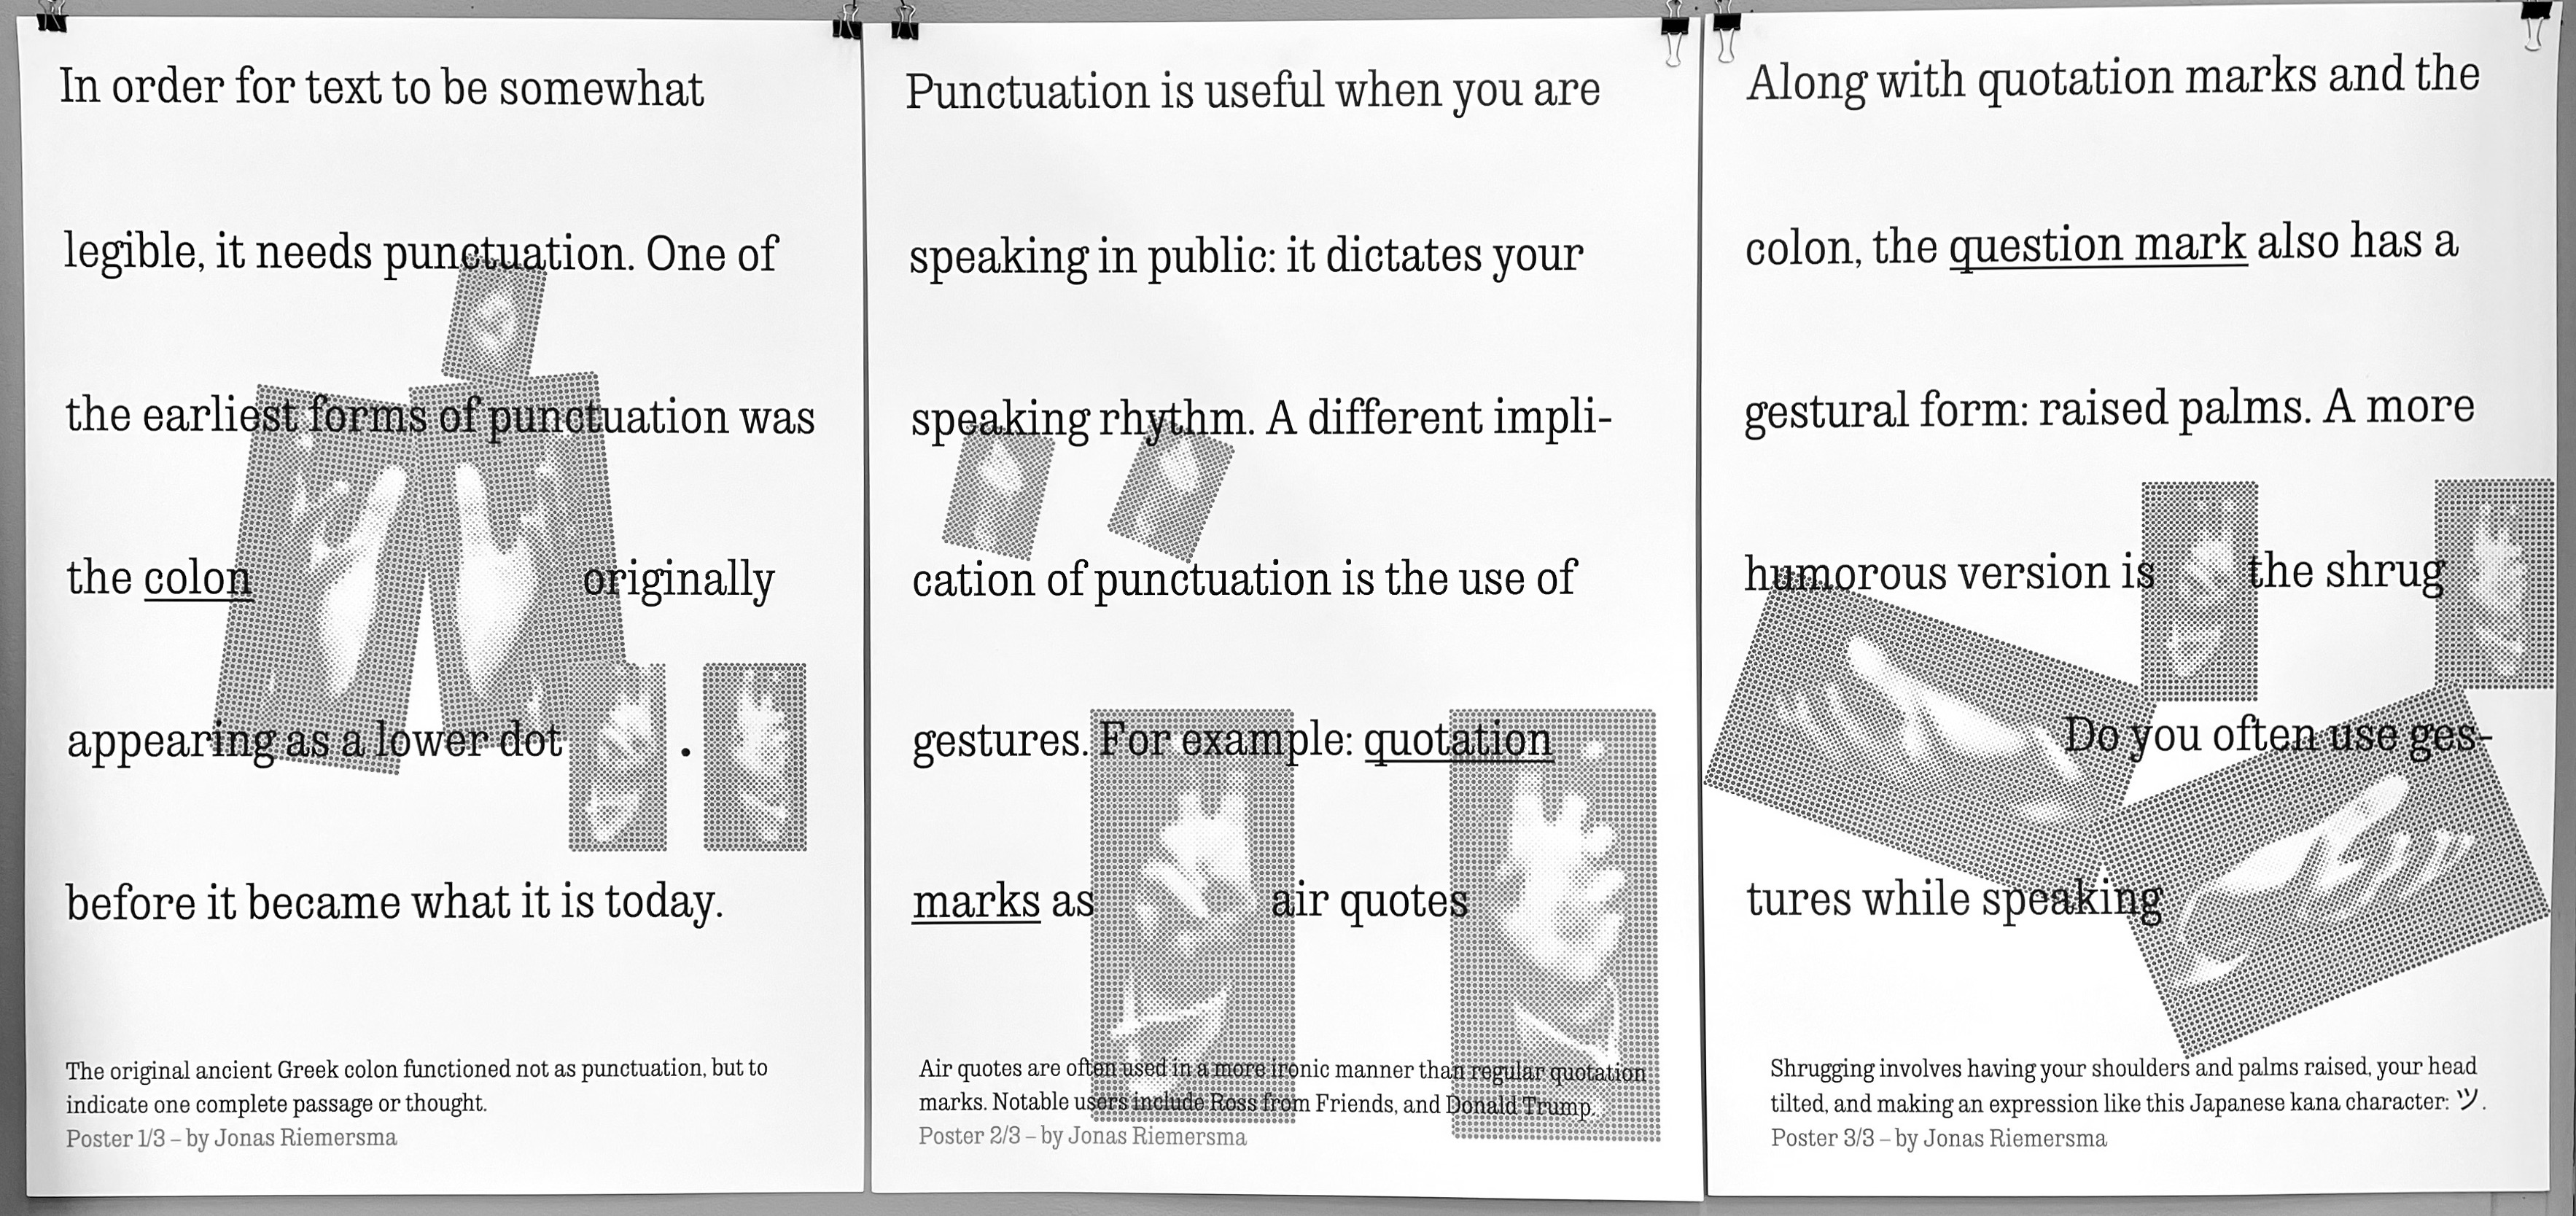 In order for text to be somewhat
legible, it needs punctuation. One of
the earliest forms of punctuation was
the colon originally
appearing as a lower dot .
before it became what it is today.
The original ancient Greek colon functioned not as punctuation, but to
indicate one complete passage or thought.
Poster 1/3 – by Jonas Riemersma
Punctuation is useful when you are
speaking in public: it dictates your
speaking rhythm. A different impli-
cation of punctuation is the use of
gestures. For example: quotation
marks as air quotes
Air quotes are often used in a more ironic manner than regular quotation
marks. Notable users include Ross from Friends, and Donald Trump.
Poster 2/3 – by Jonas Riemersma
Along with quotation marks and the
colon, the question mark also has a
gestural form: raised palms. A more
humorous version is the shrug
Do you often use ges-
tures while speaking
Shrugging involves having your shoulders and palms raised, your head
tilted, and making an expression like this Japanese kana character: ツ.
Poster 3/3 – by Jonas Riemersma